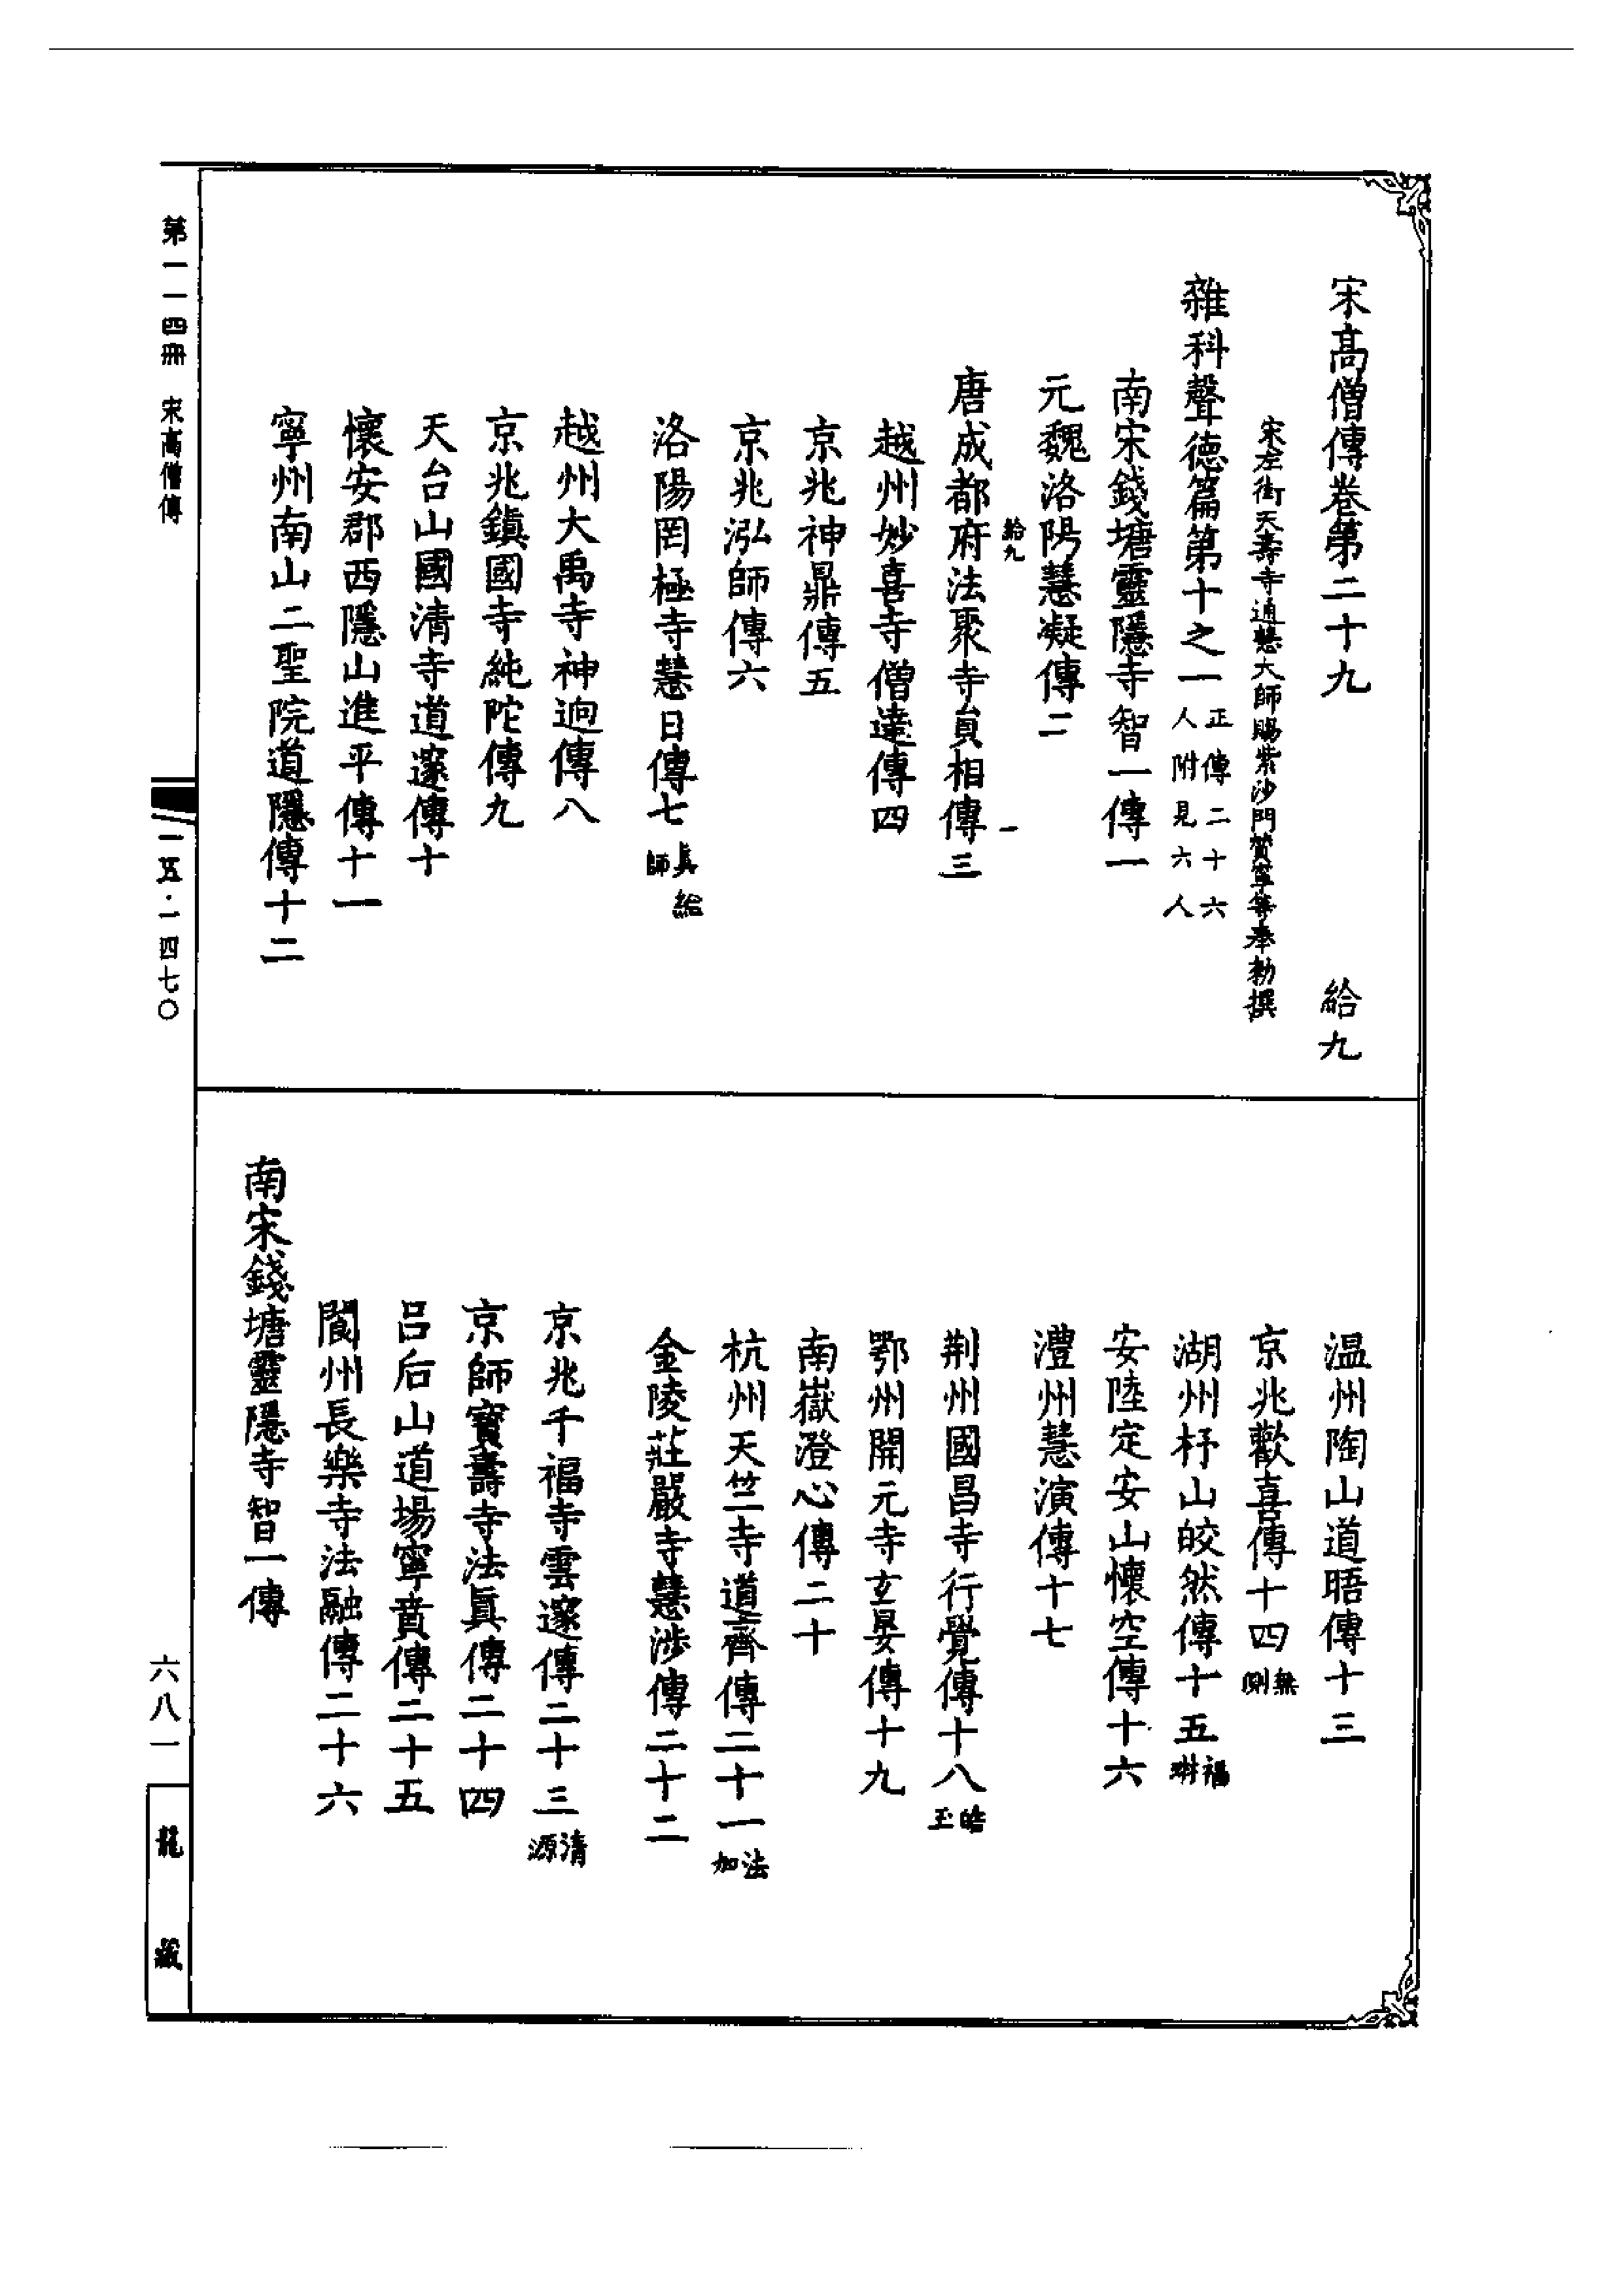 宋高僧傳卷第二十九　給九
宋左街天壽寺通慧大師賜紫沙門贊寧等奉勅撰
雜科聲德篇第十之一 正傳二十六人附見六人
南宋錢塘靈隱寺智一傳一
元魏洛陽慧凝傳二
給九　一
唐成都府法聚寺員相傳三
越州妙喜寺僧達傳四
京兆神鼎傳五
京兆泓師傳六
洛陽罔極寺慧日傳七 眞師 給
越州大禹寺神迥傳八
京兆鎮國寺純陀傳九
天台山國清寺道邃傳十
懷安郡西隱山進平傳十一
寧州南山二聖院道隱傳十二
溫州陶山道晤傳十三
京兆歡喜傳十四 無側
湖州杼山皎然傳十五 福琳
安陸定安山懷空傳十六
澧州慧演傳十七
荆州國昌寺行覺傳十八 皓玉
鄂州開元寺玄晏傳十九
南嶽澄心傳二十
杭州天竺寺道齊傳二十一 法如
金陵莊嚴寺慧涉傳二十二
京兆千福寺雲邃傳二十三 清源
京師寶壽寺法眞傳二十四
吕后山道場寧賁傳二十五
閬州長樂寺法融傳二十六
南宋錢塘靈隱寺智一傳
第一一四冊　宋高僧傳
一五·一四七〇
六八一
龍藏